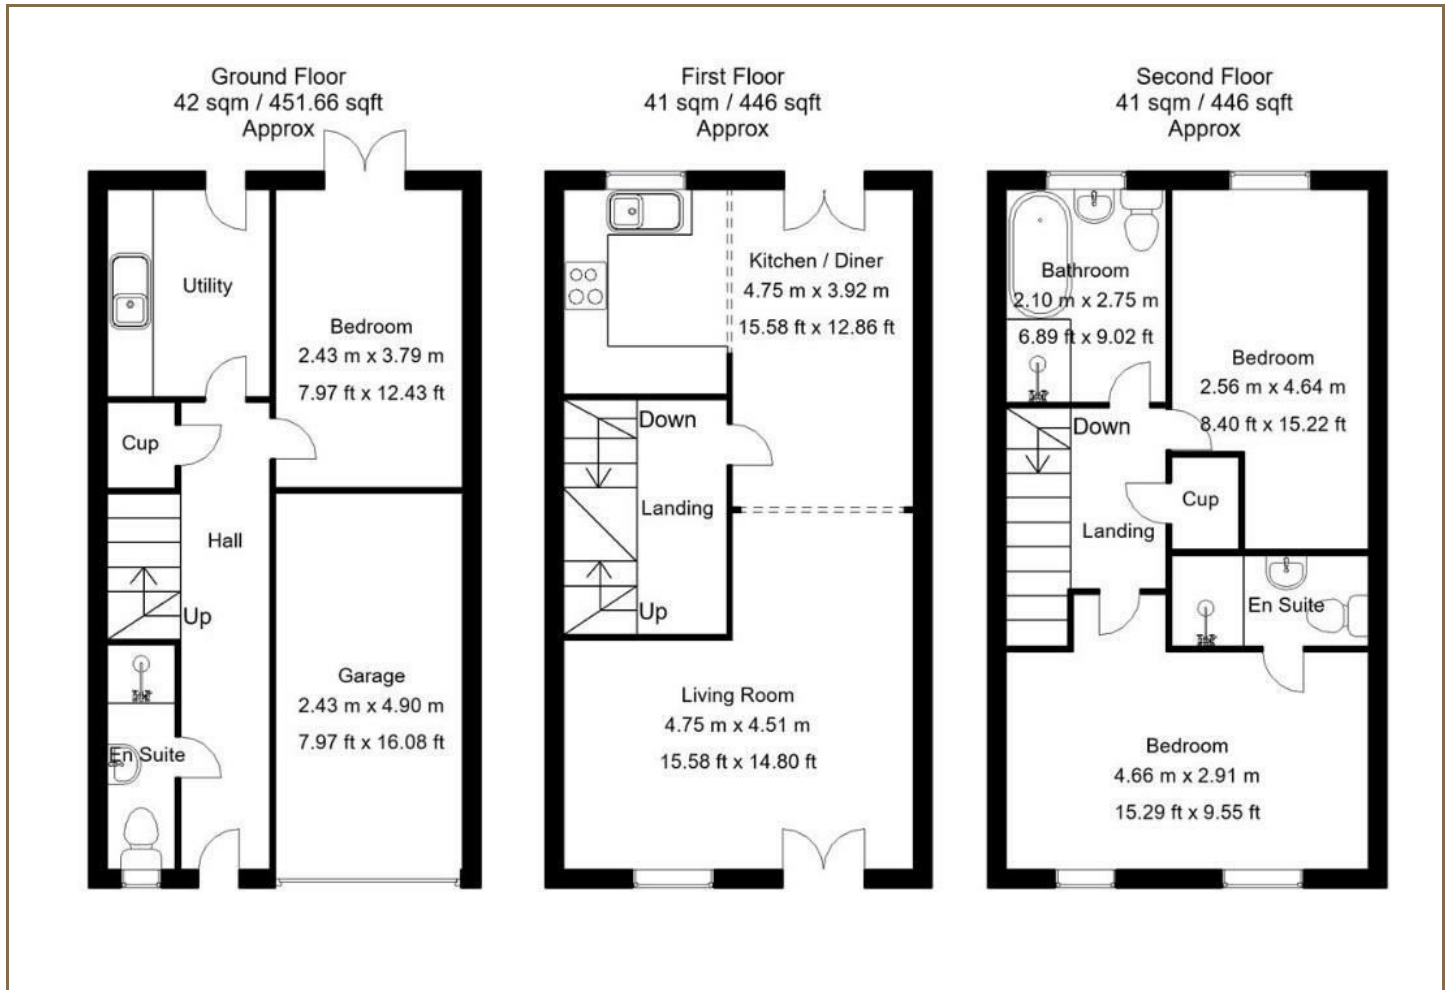 Ground Floor
42 sqm / 451.66 sqft
Approx
Utility
Bedroom
2.43 m x 3.79 m
7.97 ft x 12.43 ft
Cup
Hall
Up
Garage
2.43 m x 4.90 m
7.97 ft x 16.08 ft
En Suite
First Floor
41 sqm / 446 sqft
Approx
Kitchen / Diner
4.75 m x 3.92 m
15.58 ft x 12.86 ft
Down
Landing
Up
Living Room
4.75 m x 4.51 m
15.58 ft x 14.80 ft
Second Floor
41 sqm / 446 sqft
Approx
Bathroom
2.10 m x 2.75 m
6.89 ft x 9.02 ft
Bedroom
2.56 m x 4.64 m
8.40 ft x 15.22 ft
Down
Cup
Landing
En Suite
Bedroom
4.66 m x 2.91 m
15.29 ft x 9.55 ft